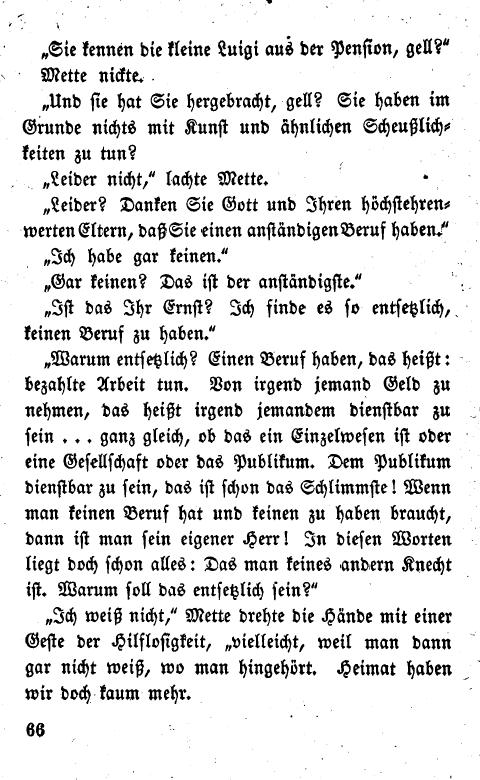 „Sie kennen die kleine Luigi aus der Pension, gell?“
Mette nickte.
„Und sie hat Sie hergebracht, gell? Sie haben im
Grunde nichts mit Kunst und ähnlichen Scheußlich-
keiten zu tun?
„Leider nicht,“ lachte Mette.
„Leider? Danken Sie Gott und Ihren höchstehren-
werten Eltern, daß Sie einen anständigen Beruf haben.“
„Ich habe gar keinen.“
„Gar keinen? Das ist der anständigste.“
„Ist das Ihr Ernst? Ich finde es so entsetzlich,
keinen Beruf zu haben.“
„Warum entsetzlich? Einen Beruf haben, das heißt:
bezahlte Arbeit tun. Von irgend jemand Geld zu
nehmen, das heißt irgend jemandem dienstbar zu
sein ... ganz gleich, ob das ein Einzelwesen ist oder
eine Gesellschaft oder das Publikum. Dem Publikum
dienstbar zu sein, das ist schon das Schlimmste! Wenn
man keinen Beruf hat und keinen zu haben braucht,
dann ist man sein eigener Herr! In diesen Worten
liegt doch schon alles: Das man keines andern Knecht
ist. Warum soll das entsetzlich sein?“
„Ich weiß nicht,“ Mette drehte die Hände mit einer
Geste der Hilflosigkeit, „vielleicht, weil man dann
gar nicht weiß, wo man hingehört. Heimat haben
wir doch kaum mehr.
66